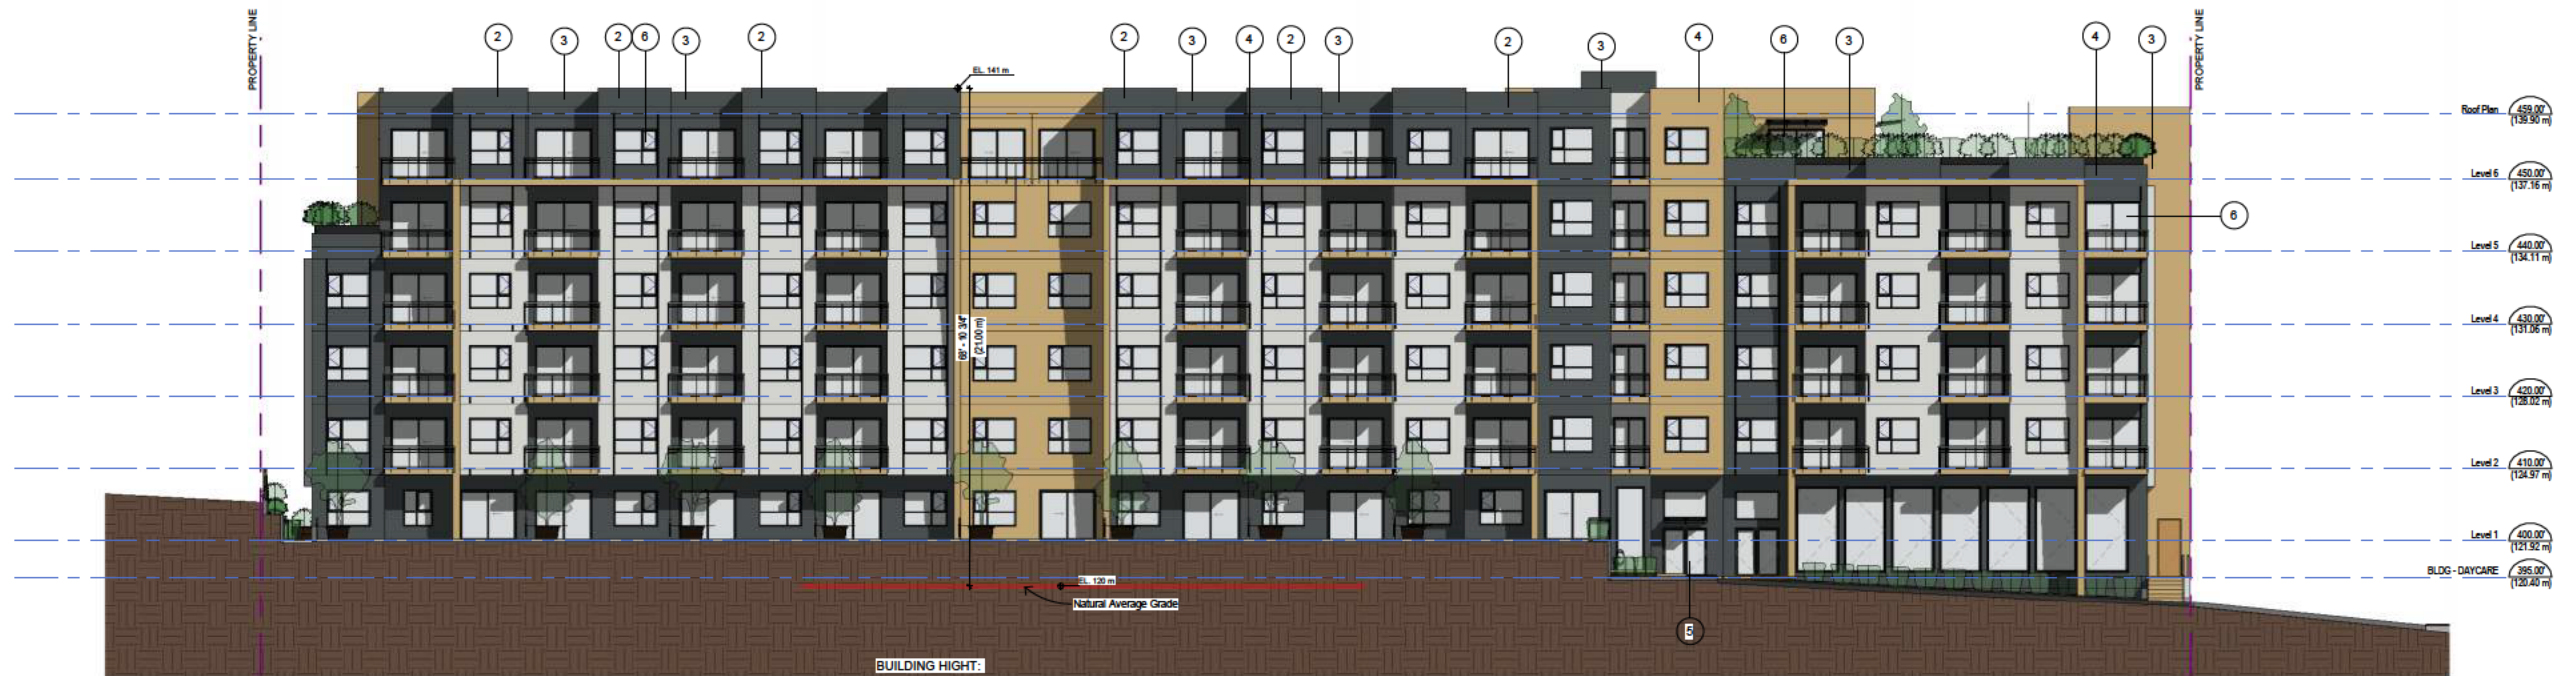 PROPERTY LINE
2
3
2
6
3
2
2
3
4
2
3
2
3
4
6
3
4
3
PROPERTY LINE
EL. 141 m
Roof Plan 459.00'
(139.90 m)
Level 6 450.00'
(137.16 m)
6
Level 5 440.00'
(134.11 m)
68' - 10 3/4"
(21.00 m)
Level 4 430.00'
(131.06 m)
Level 3 420.00'
(128.02 m)
Level 2 410.00'
(124.97 m)
Level 1 400.00'
(121.92 m)
BLDG - DAYCARE 395.00'
(120.40 m)
EL. 120 m
Natural Average Grade
5
BUILDING HIGHT: